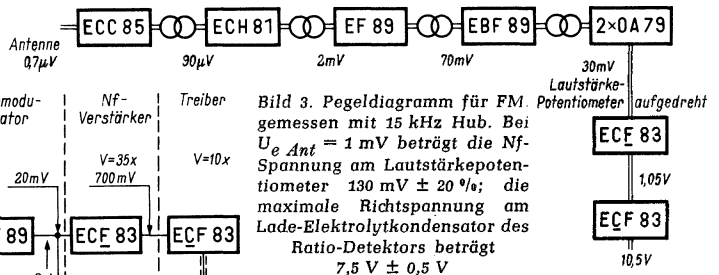 ECC 85
ECH 81
EF 89
EBF 89
2×0A 79
Antenne
0,7µV
90µV
2mV
70mV
30mV
Lautstärke-
Potentiometer aufgedreht
modu-
ator
Nf-
Verstärker
Treiber
V=35x
V=10x
20mV
700mV
F 89
ECF 83
ECF 83
Bild 3. Pegeldiagramm für FM
gemessen mit 15 kHz Hub. Bei
Ue Ant = 1 mV beträgt die Nf-
Spannung am Lautstärkepoten-
tiometer 130 mV ± 20 %; die
maximale Richtspannung am
Lade-Elektrolytkondensator des
Ratio-Detektors beträgt
7,5 V ± 0,5 V
ECF 83
1,05V
ECF 83
10,5V